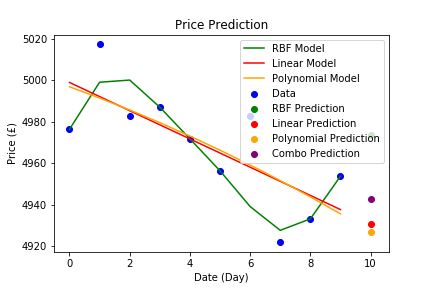 Price Prediction
RBF Model
Linear Model
Polynomial Model
Data
RBF Prediction
Linear Prediction
Polynomial Prediction
Combo Prediction
Price (£)
5020
5000
4980
4960
4940
4920
0 2 4 6 8 10
Date (Day)